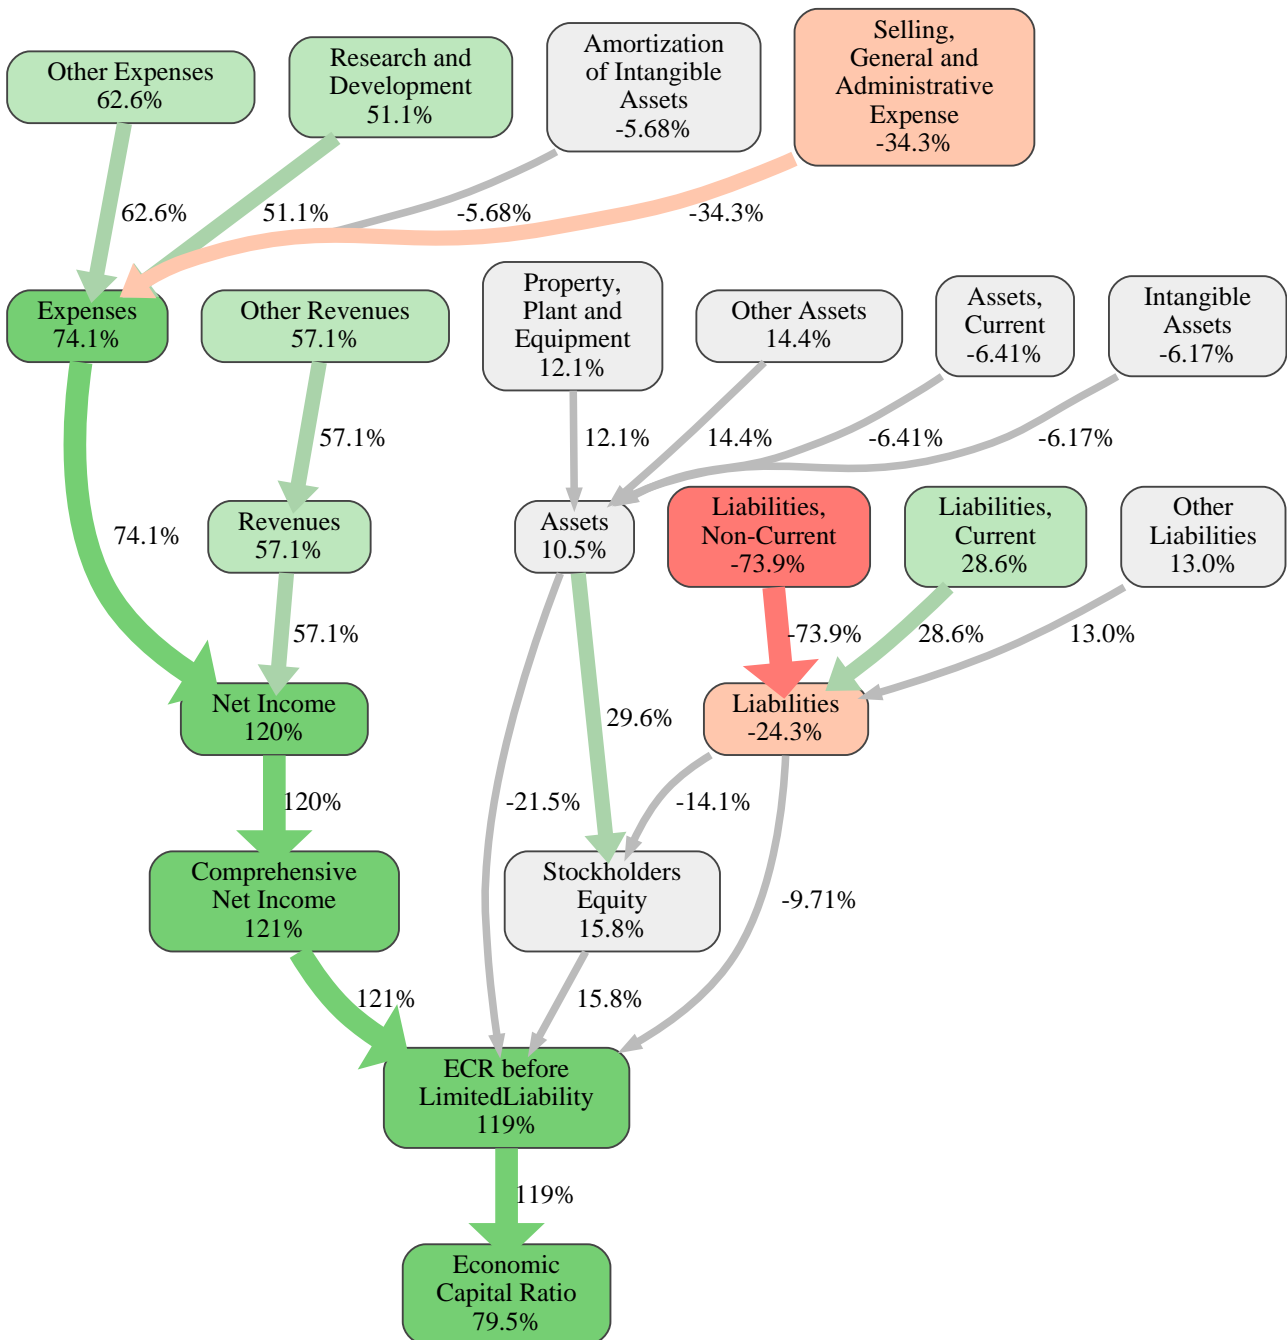 Other Expenses
62.6%
Research and
Development
51.1%
Amortization
of Intangible
Assets
-5.68%
Selling,
General and
Administrative
Expense
-34.3%
62.6%
51.1%
-5.68%
-34.3%
Expenses
74.1%
Other Revenues
57.1%
Property,
Plant and
Equipment
12.1%
Other Assets
14.4%
Assets,
Current
-6.41%
Intangible
Assets
-6.17%
57.1%
12.1%
14.4%
-6.41%
-6.17%
74.1%
Revenues
57.1%
Assets
10.5%
Liabilities,
Non-Current
-73.9%
Liabilities,
Current
28.6%
Other
Liabilities
13.0%
57.1%
-73.9%
28.6%
13.0%
Net Income
120%
29.6%
Liabilities
-24.3%
120%
-21.5%
-14.1%
Comprehensive
Net Income
121%
Stockholders
Equity
15.8%
-9.71%
121%
15.8%
ECR before
LimitedLiability
119%
119%
Economic
Capital Ratio
79.5%